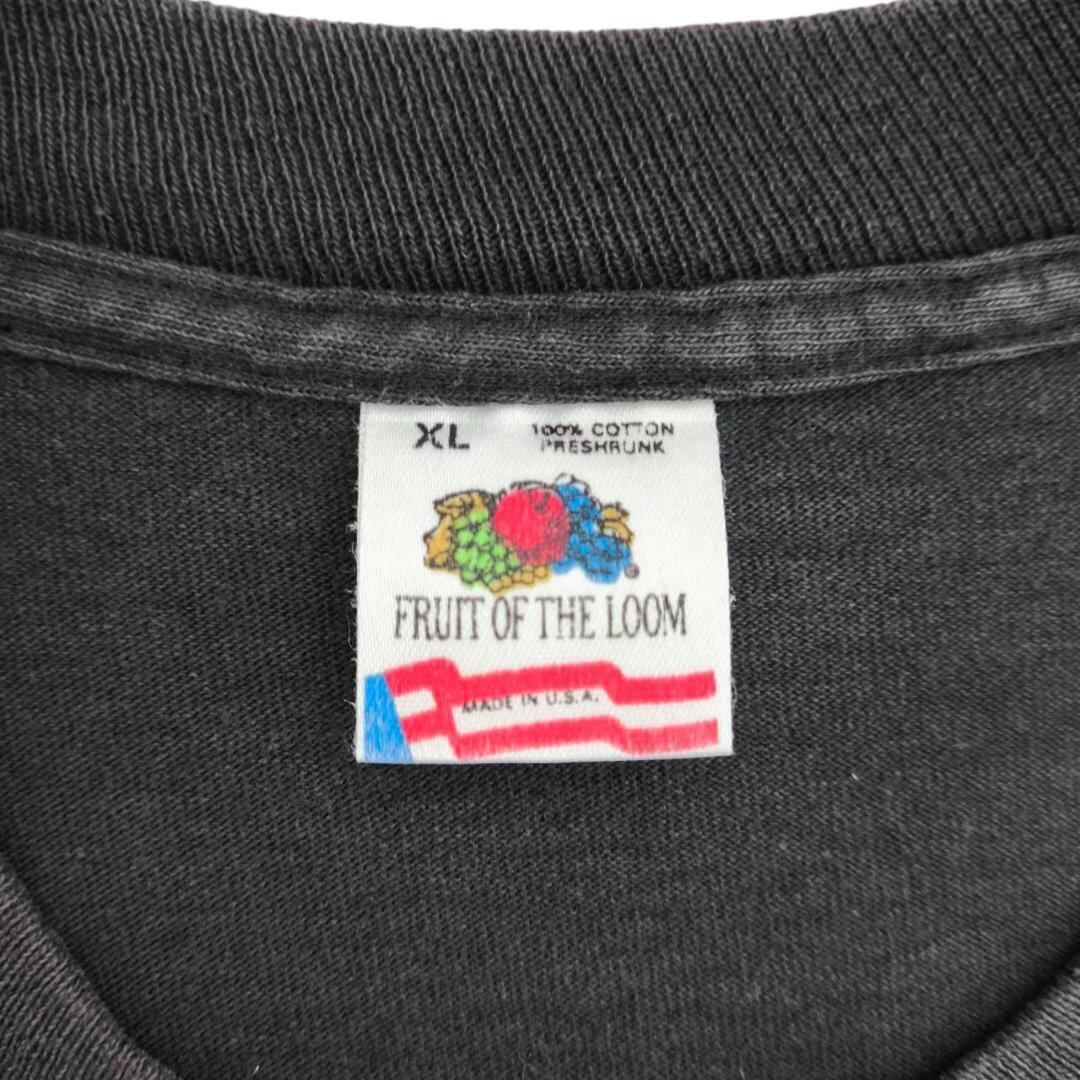 XL
100% COTTON
PRESHRUNK
FRUIT OF THE LOOM
MADE IN U.S.A.